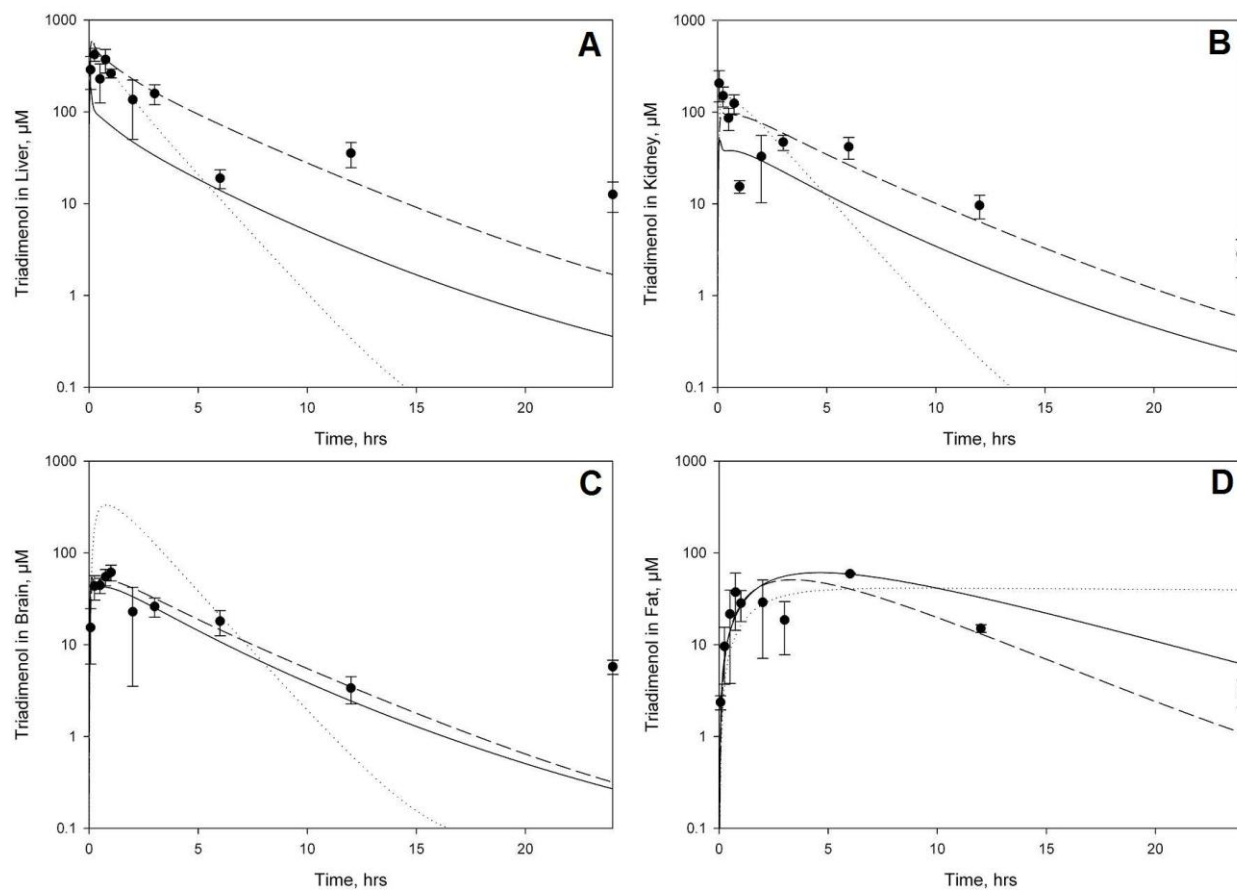 A
Triadimenol in Liver, µM
1000
100
10
1
0.1
0 5 10 15 20
Time, hrs
B
Triadimenol in Kidney, µM
1000
100
10
1
0.1
0 5 10 15 20
Time, hrs
C
Triadimenol in Brain, µM
1000
100
10
1
0.1
0 5 10 15 20
Time, hrs
D
Triadimenol in Fat, µM
1000
100
10
1
0.1
0 5 10 15 20
Time, hrs